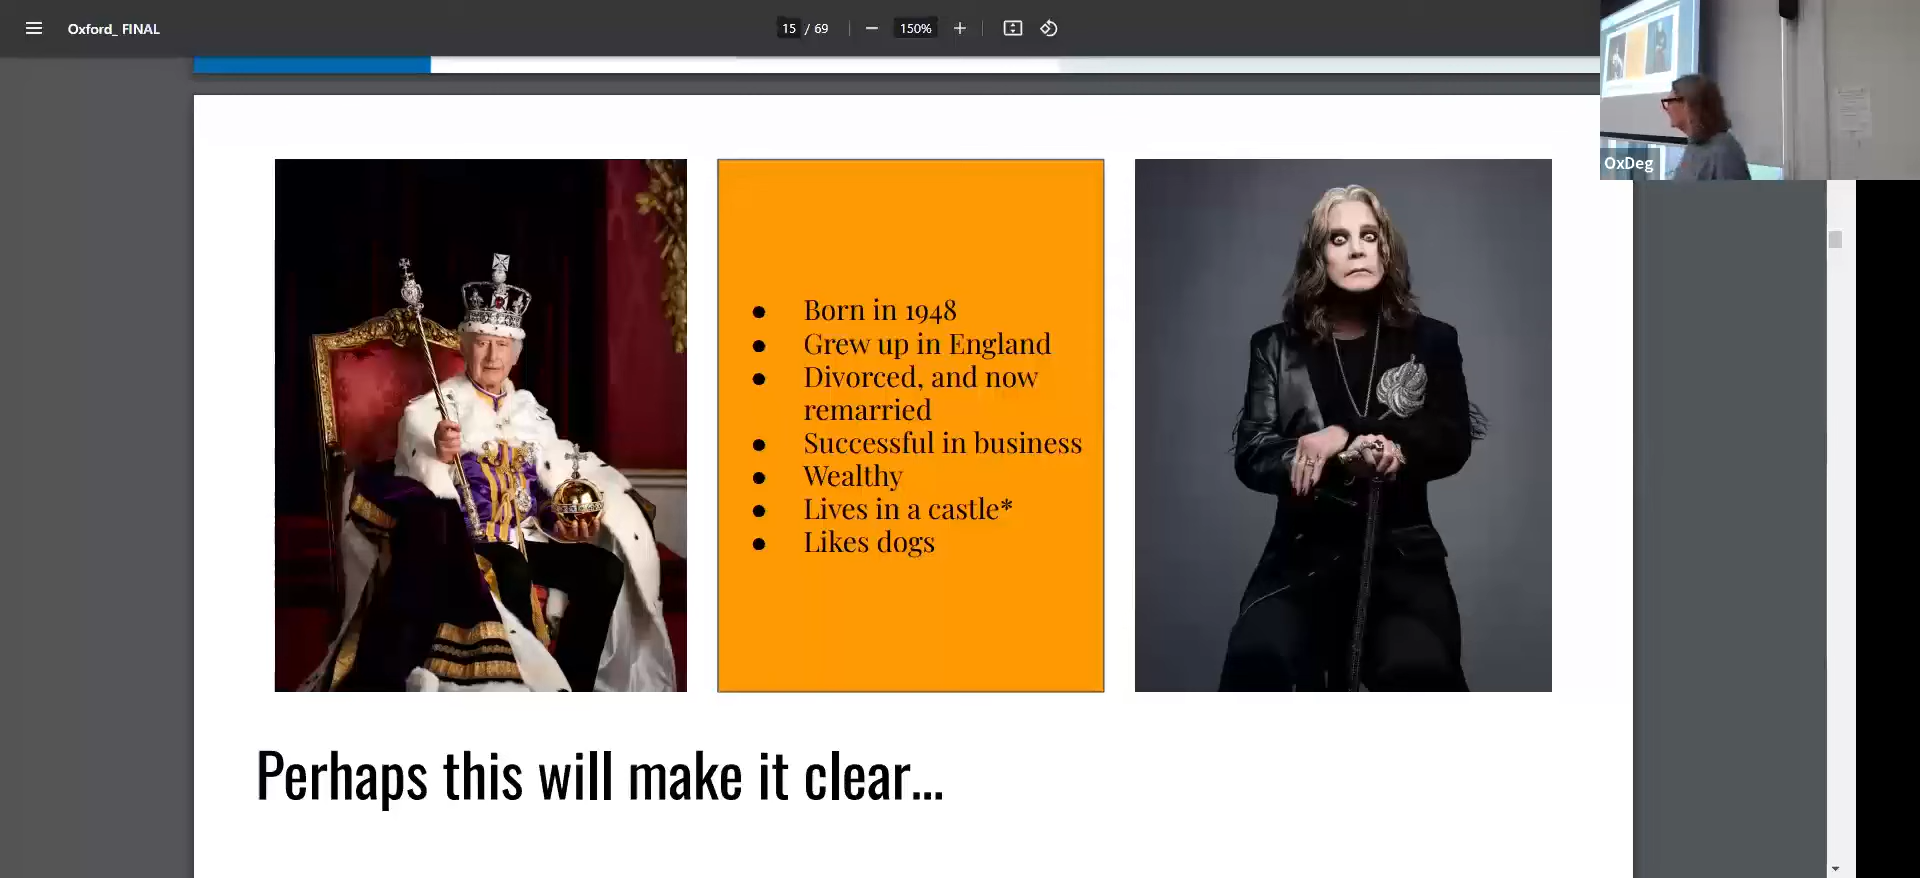 Oxford_ FINAL
15 / 69
150%
OxDeg
Born in 1948
Grew up in England
Divorced, and now
remarried
Successful in business
Wealthy
Lives in a castle*
Likes dogs
Perhaps this will make it clear...